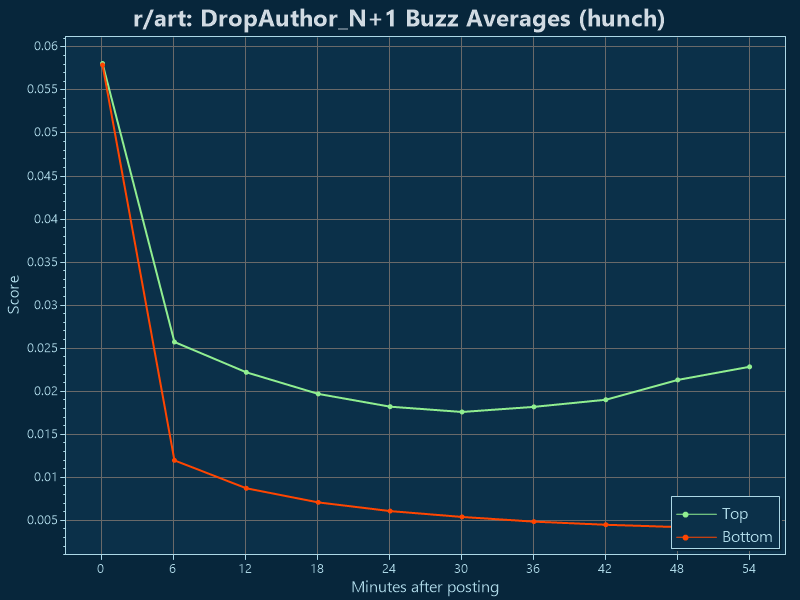 r/art: DropAuthor_N+1 Buzz Averages (hunch)
0.06
0.055
0.05
0.045
0.04
0.035
0.03
0.025
0.02
0.015
0.01
0.005
Score
Top
Bottom
0 6 12 18 24 30 36 42 48 54
Minutes after posting